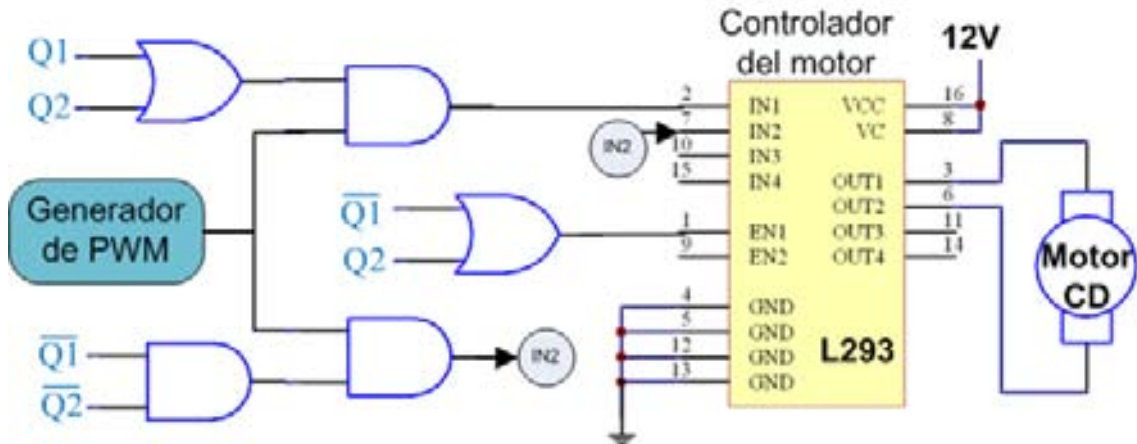 Q1
Q2
Generador
de PWM
Q1
Q2
Q1
Q2
IN2
IN2
Controlador
del motor
12V
2
7
10
15
1
9
4
5
12
13
IN1
IN2
IN3
IN4
EN1
EN2
GND
GND
GND
GND
VCC
VC
OUT1
OUT2
OUT3
OUT4
L293
16
8
3
6
11
14
Motor
CD